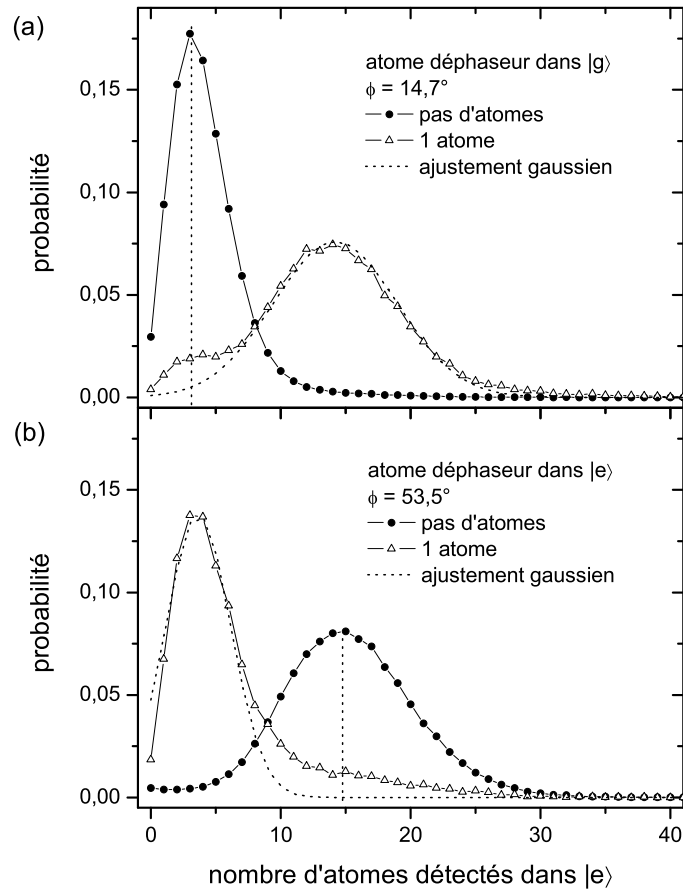 (a)
atome déphaseur dans |g⟩
ϕ = 14,7°
pas d'atomes
1 atome
ajustement gaussien
probabilité
0,15
0,10
0,05
0,00
(b)
atome déphaseur dans |e⟩
ϕ = 53,5°
pas d'atomes
1 atome
ajustement gaussien
probabilité
0,15
0,10
0,05
0,00
0 10 20 30 40
nombre d'atomes détectés dans |e⟩